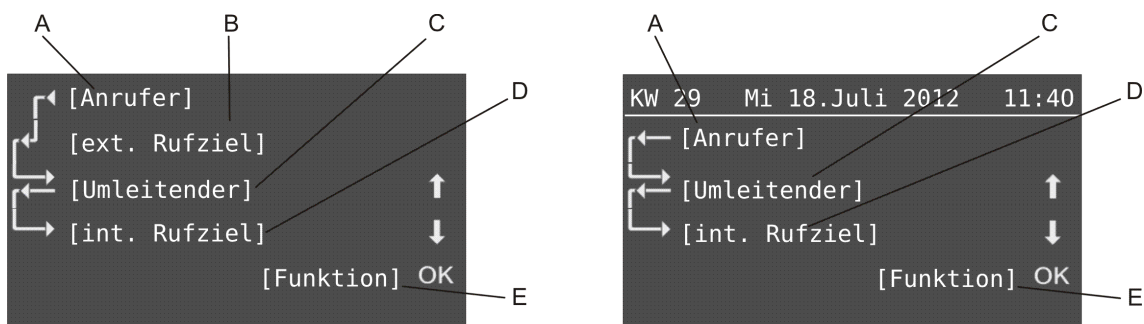 A
B
C
D
E
[Anrufer]
[ext. Rufziel]
[Umleitender]
[int. Rufziel]
[Funktion] OK
A
C
D
E
KW 29 Mi 18.Juli 2012 11:40
[Anrufer]
[Umleitender]
[int. Rufziel]
[Funktion] OK